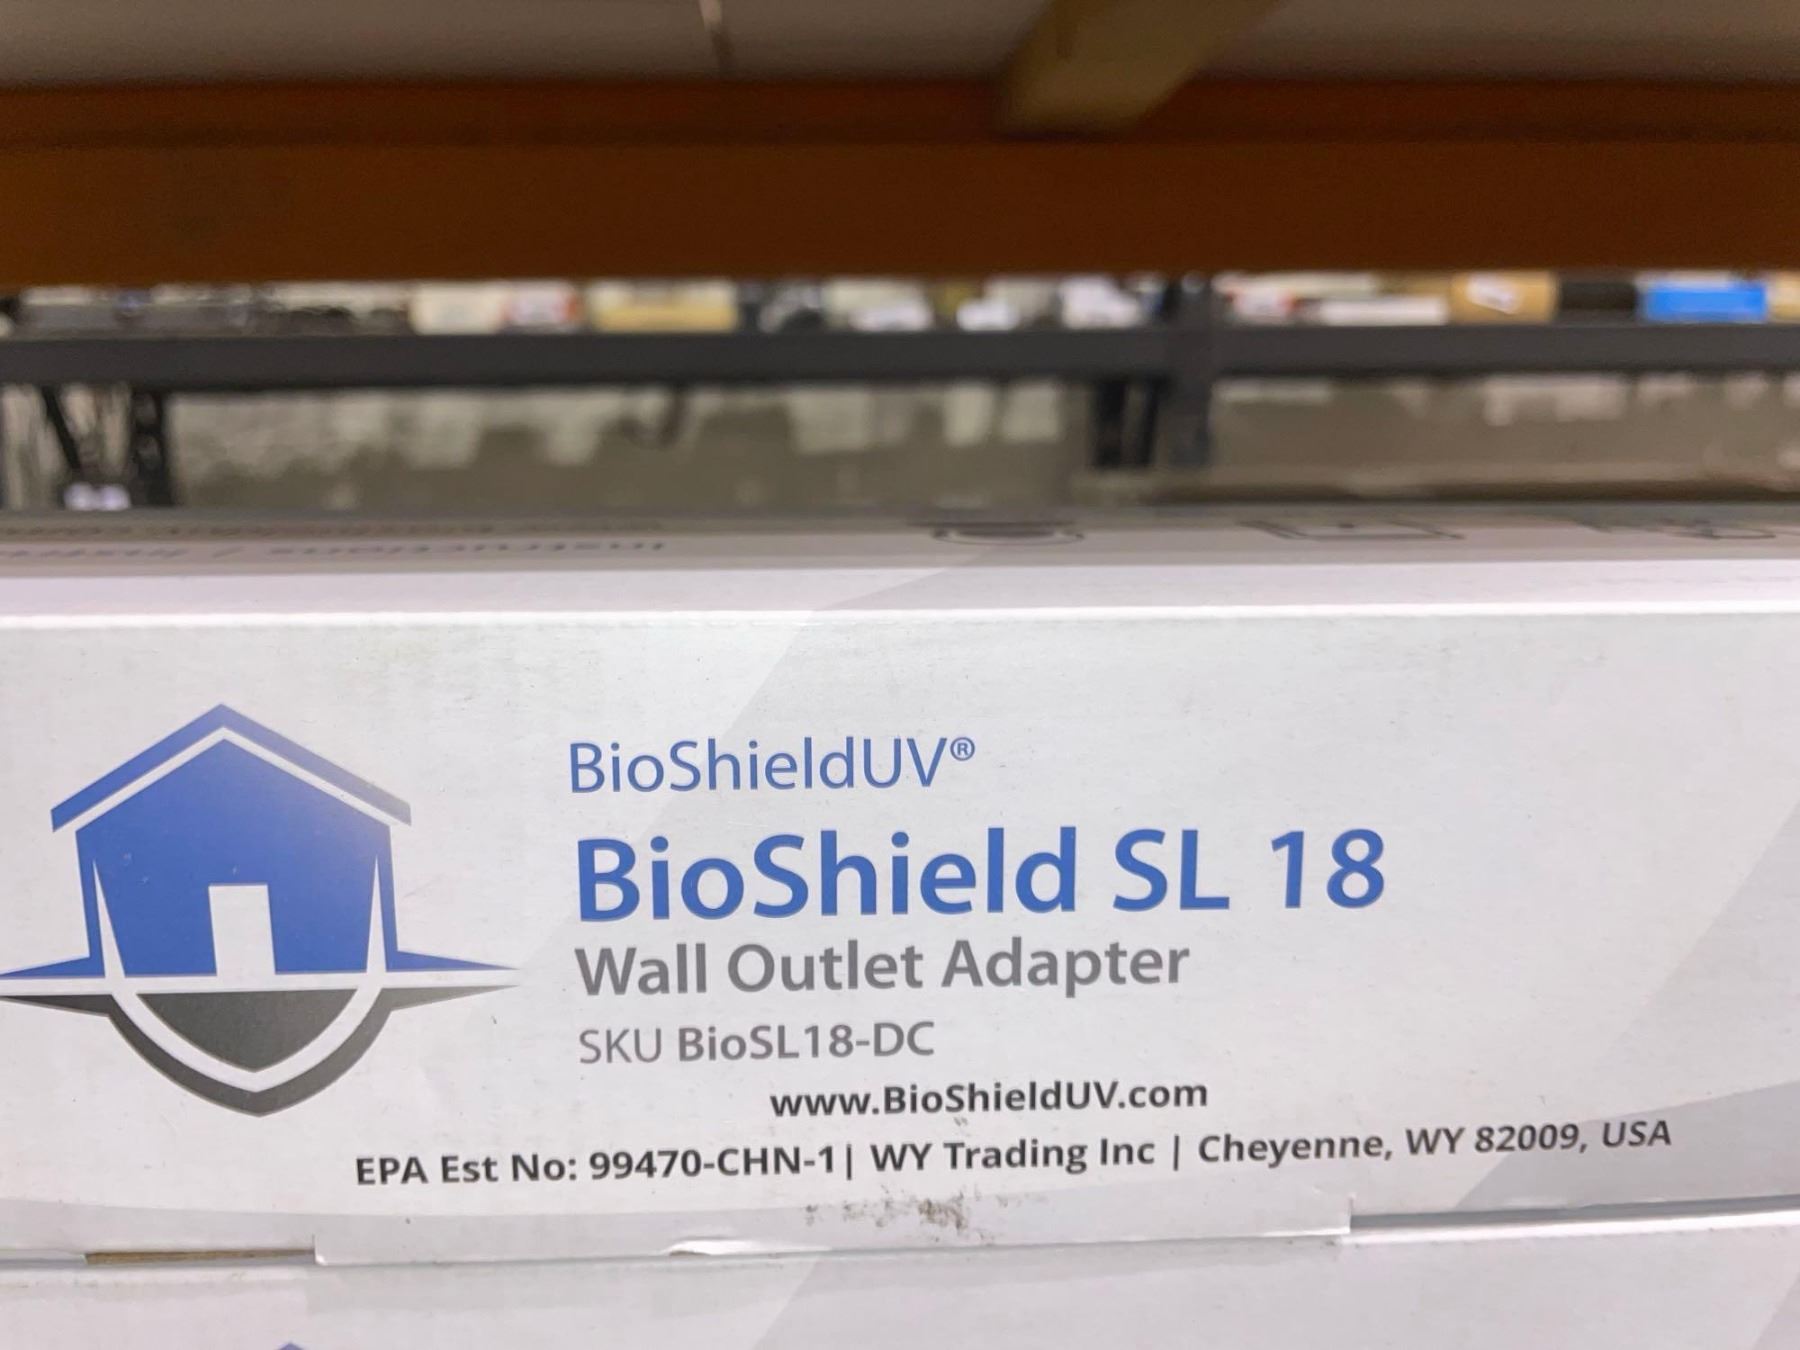 BioShieldUV®
BioShield SL 18
Wall Outlet Adapter
SKU BioSL18-DC
www.BioShieldUV.com
EPA Est No: 99470-CHN-1| WY Trading Inc | Cheyenne, WY 82009, USA